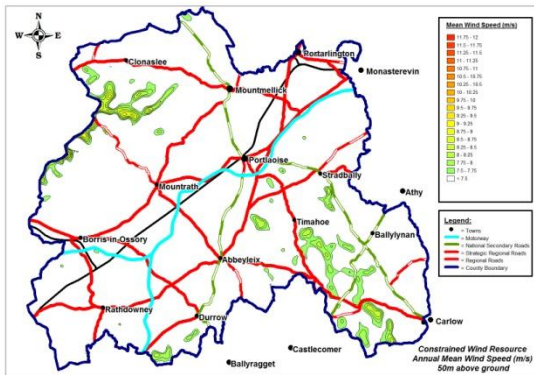 N
W E
S
Clonaslee
Portarlington
Monasterevin
Mountmellick
Portlaoise
Stradbally
Mountrath
Athy
Timahoe
Ballylynan
Borris-in-Ossory
Abbeyleix
Rathdowney
Durrow
Carlow
Castlecomer
Ballyragget
Mean Wind Speed (m/s)
11.75 - 12
11.5 - 11.75
11.25 - 11.5
11 - 11.25
10.75 - 11
10.5 - 10.75
10.25 - 10.5
10 - 10.25
9.75 - 10
9.5 - 9.75
9.25 - 9.5
9 - 9.25
8.75 - 9
8.5 - 8.75
8.25 - 8.5
8 - 8.25
7.75 - 8
7.5 - 7.75
< 7.5
Legend:
= Towns
= Motorway
= National Secondary Roads
= Strategic Regional Roads
= Regional Roads
= County Boundary
Constrained Wind Resource
Annual Mean Wind Speed (m/s)
50m above ground